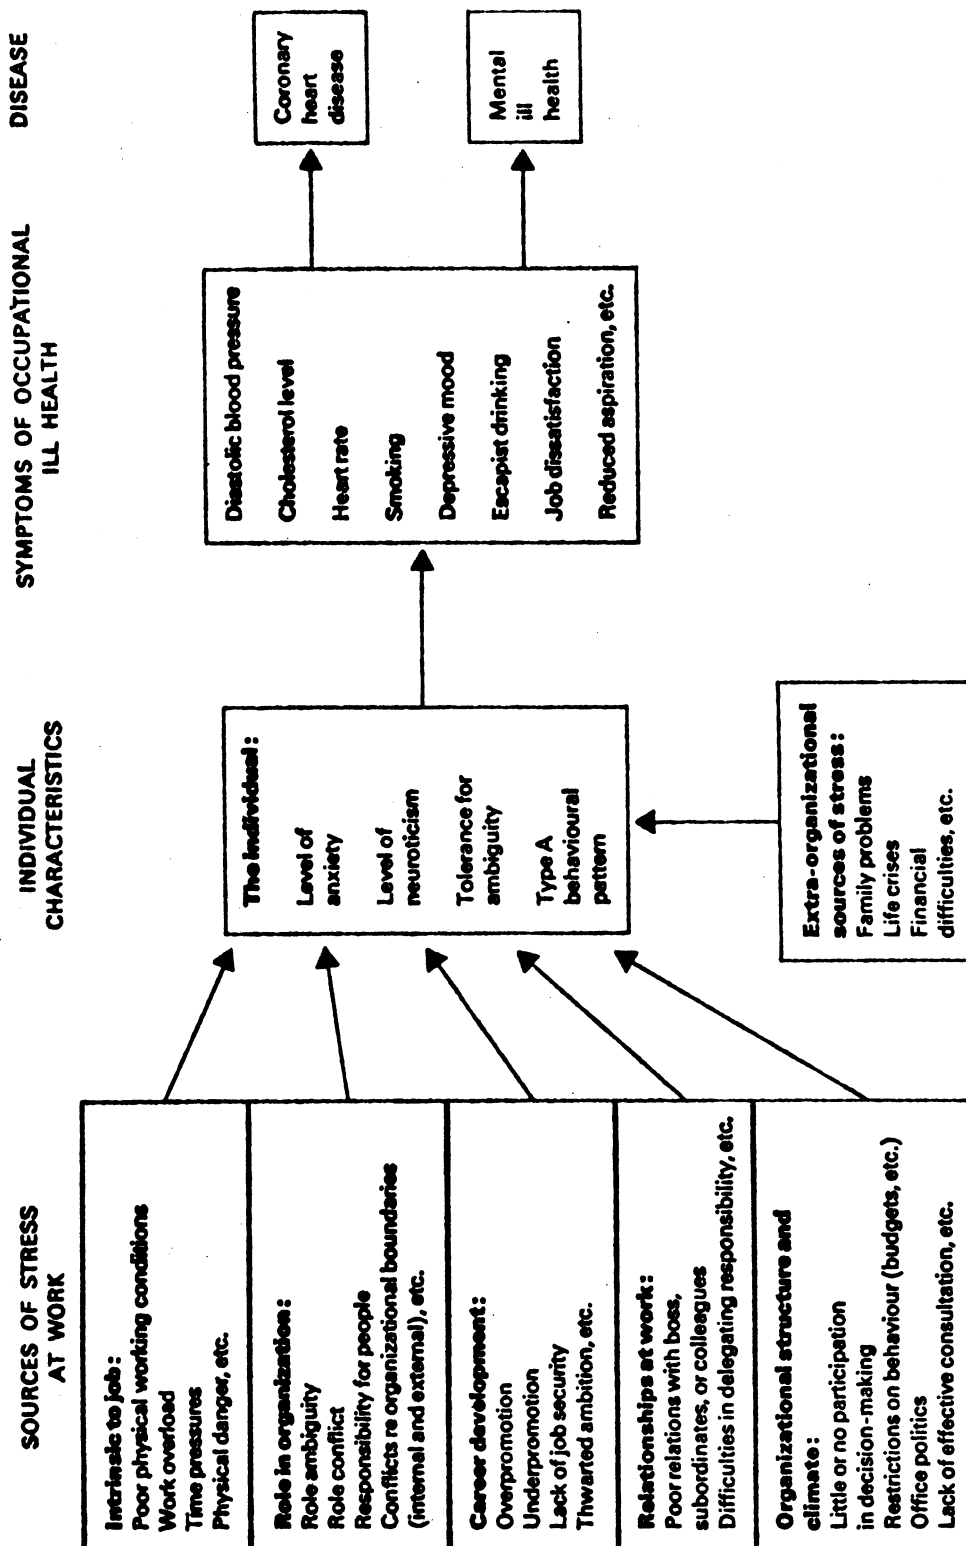 SOURCES OF STRESS
AT WORK
Intrinsic to job:
Poor physical working conditions
Work overload
Time pressures
Physical danger, etc.
Role in organization:
Role ambiguity
Role conflict
Responsibility for people
Conflicts re organizational boundaries
(internal and external), etc.
Career development:
Overpromotion
Underpromotion
Lack of job security
Thwarted ambition, etc.
Relationships at work:
Poor relations with boss,
subordinates, or colleagues
Difficulties in delegating responsibility, etc.
Organizational structure and
climate:
Little or no participation
in decision-making
Restrictions on behaviour (budgets, etc.)
Office politics
Lack of effective consultation, etc.
INDIVIDUAL
CHARACTERISTICS
The individual:
Level of
anxiety
Level of
neuroticism
Tolerance for
ambiguity
Type A
behavioural
pattern
Extra-organizational
sources of stress:
Family problems
Life crises
Financial
difficulties, etc.
SYMPTOMS OF OCCUPATIONAL
ILL HEALTH
Diastolic blood pressure
Cholesterol level
Heart rate
Smoking
Depressive mood
Escapist drinking
Job dissatisfaction
Reduced aspiration, etc.
DISEASE
Coronary
heart
disease
Mental
ill
health